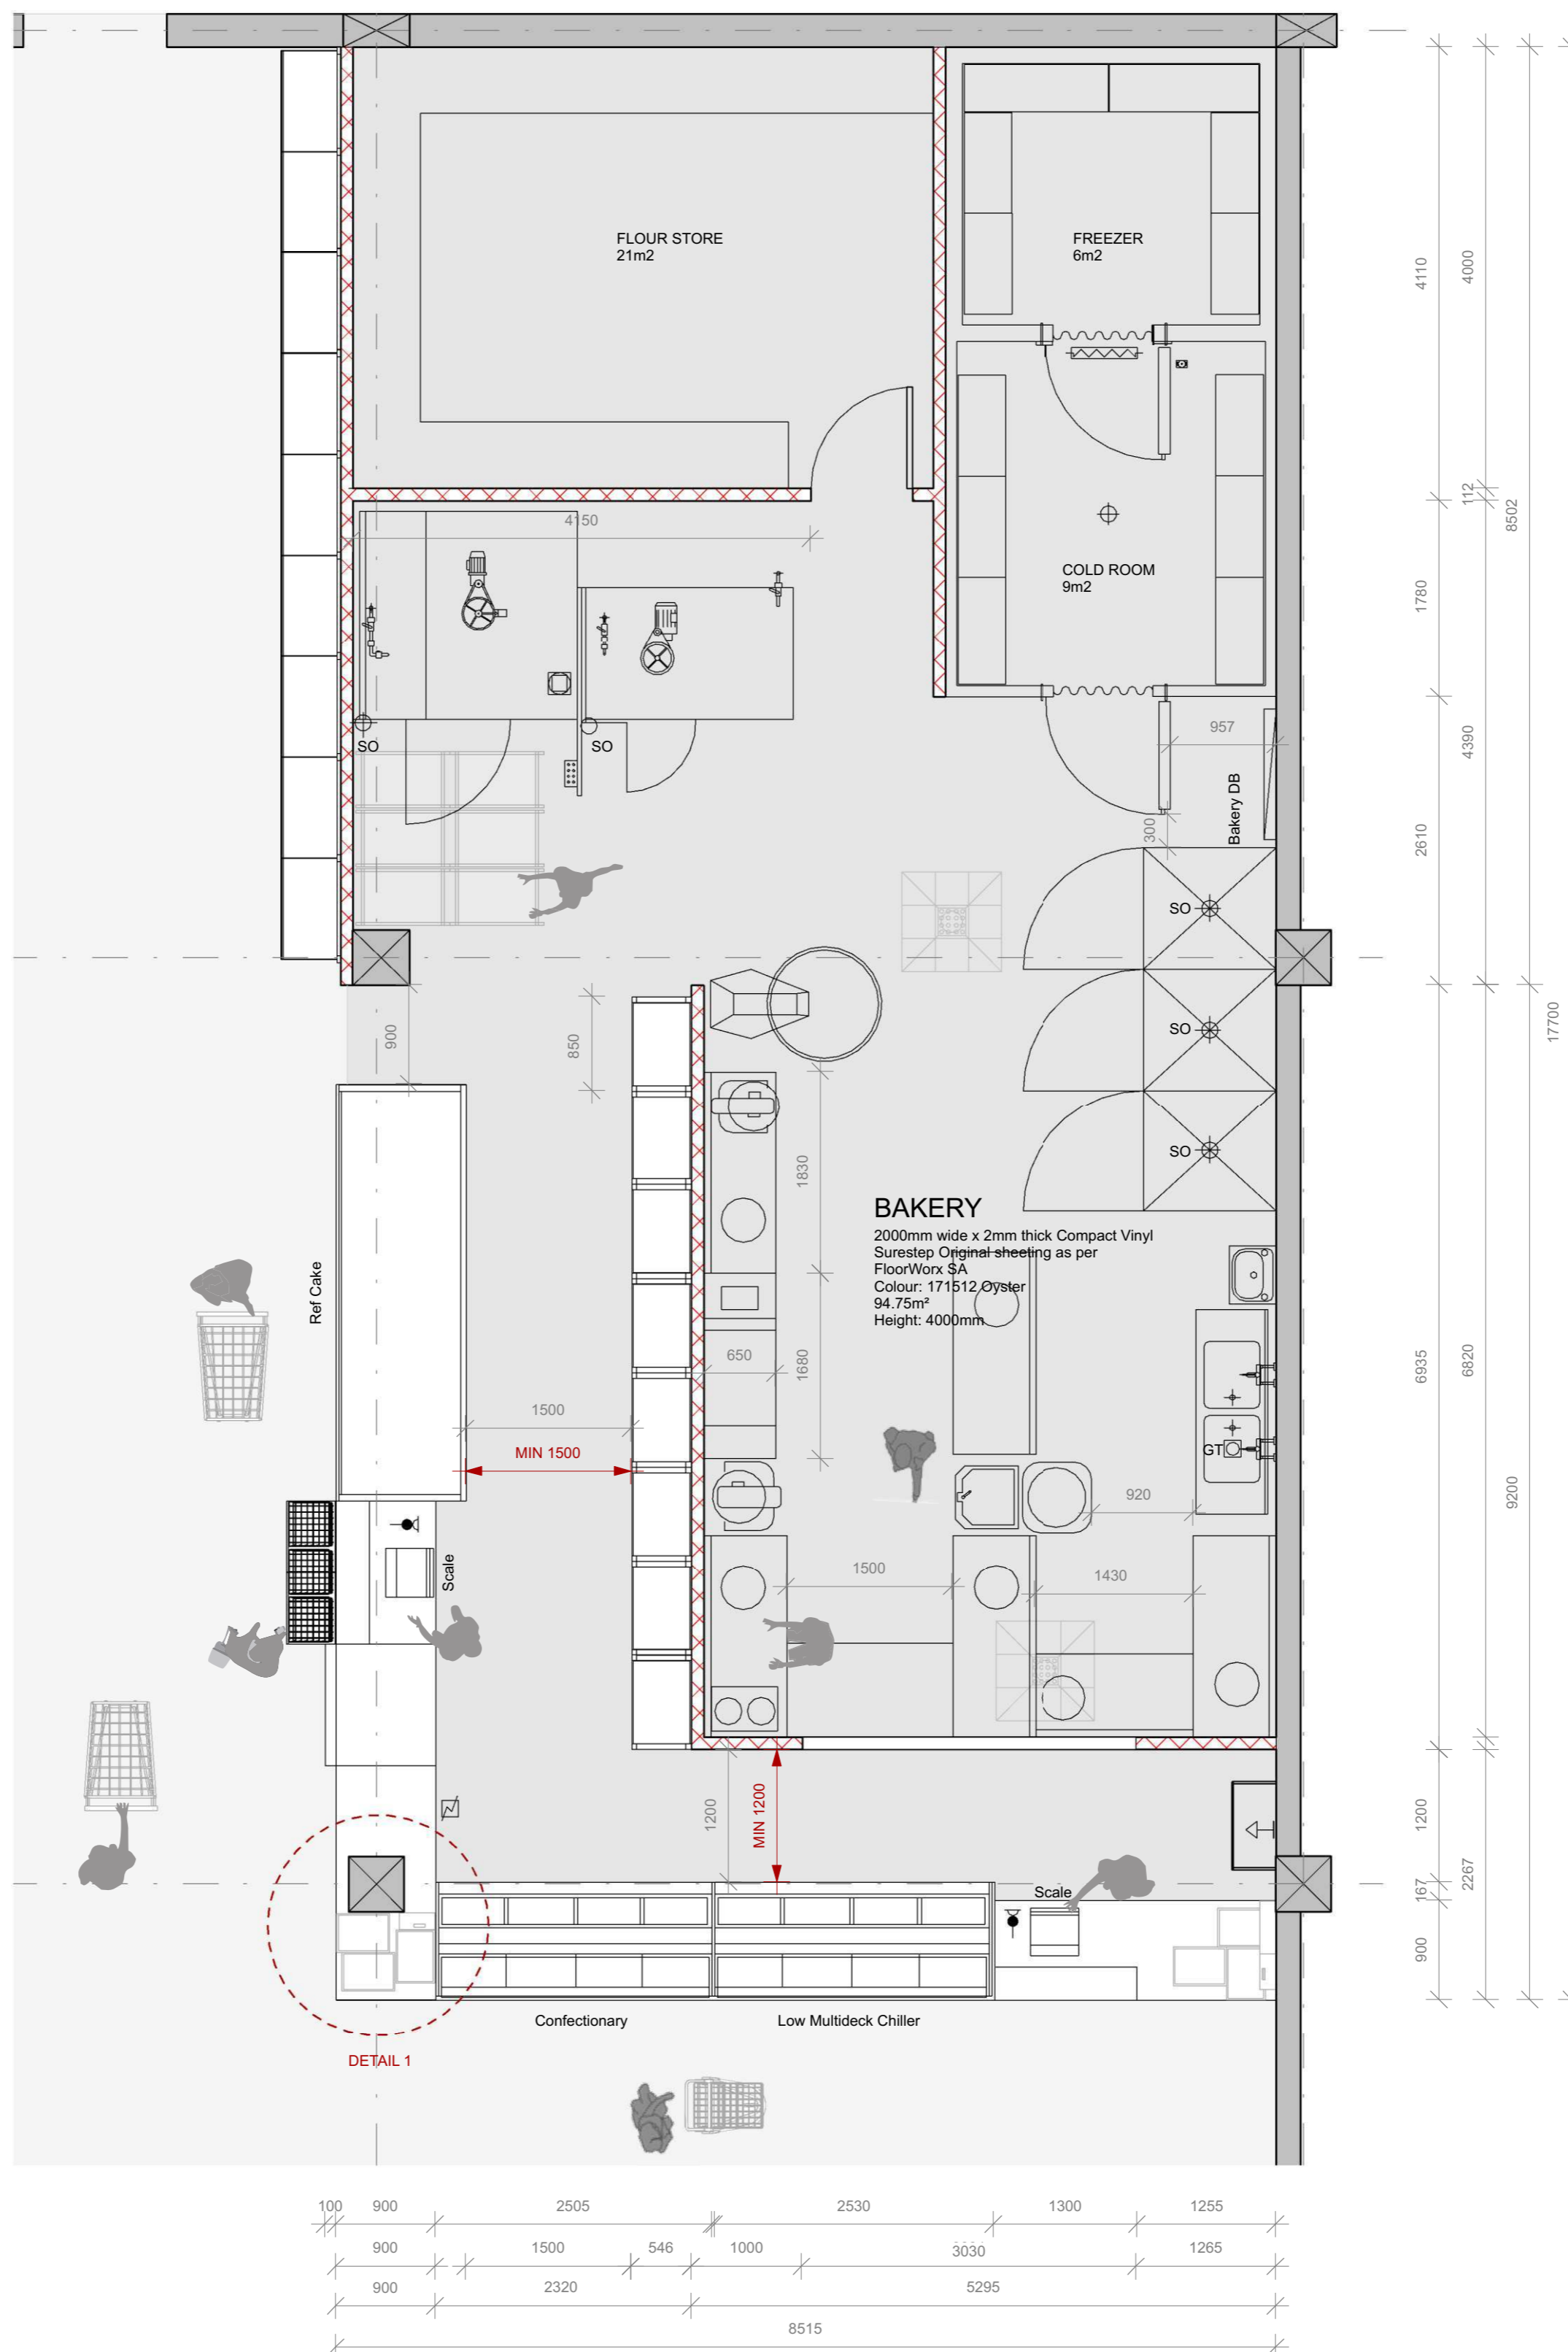 FLOUR STORE
21m2
FREEZER
6m2
4110
4000
112
8502
4150
COLD ROOM
9m2
1780
SO
SO
957
Bakery DB
300
4390
2610
SO
SO
SO
17700
900
850
1830
BAKERY
2000mm wide x 2mm thick Compact Vinyl
Surestep Original sheeting as per
FloorWorx SA
Colour: 171512 Oyster
94.75m²
Height: 4000mm
Ref Cake
650
1680
6935
6820
1500
MIN 1500
GT
920
9200
Scale
1500
1430
1200
MIN 1200
1200
2267
167
Scale
900
Confectionary
Low Multideck Chiller
DETAIL 1
100 900 2505 2530 1300 1255
900 1500 546 1000 3030 1265
900 2320 5295
8515